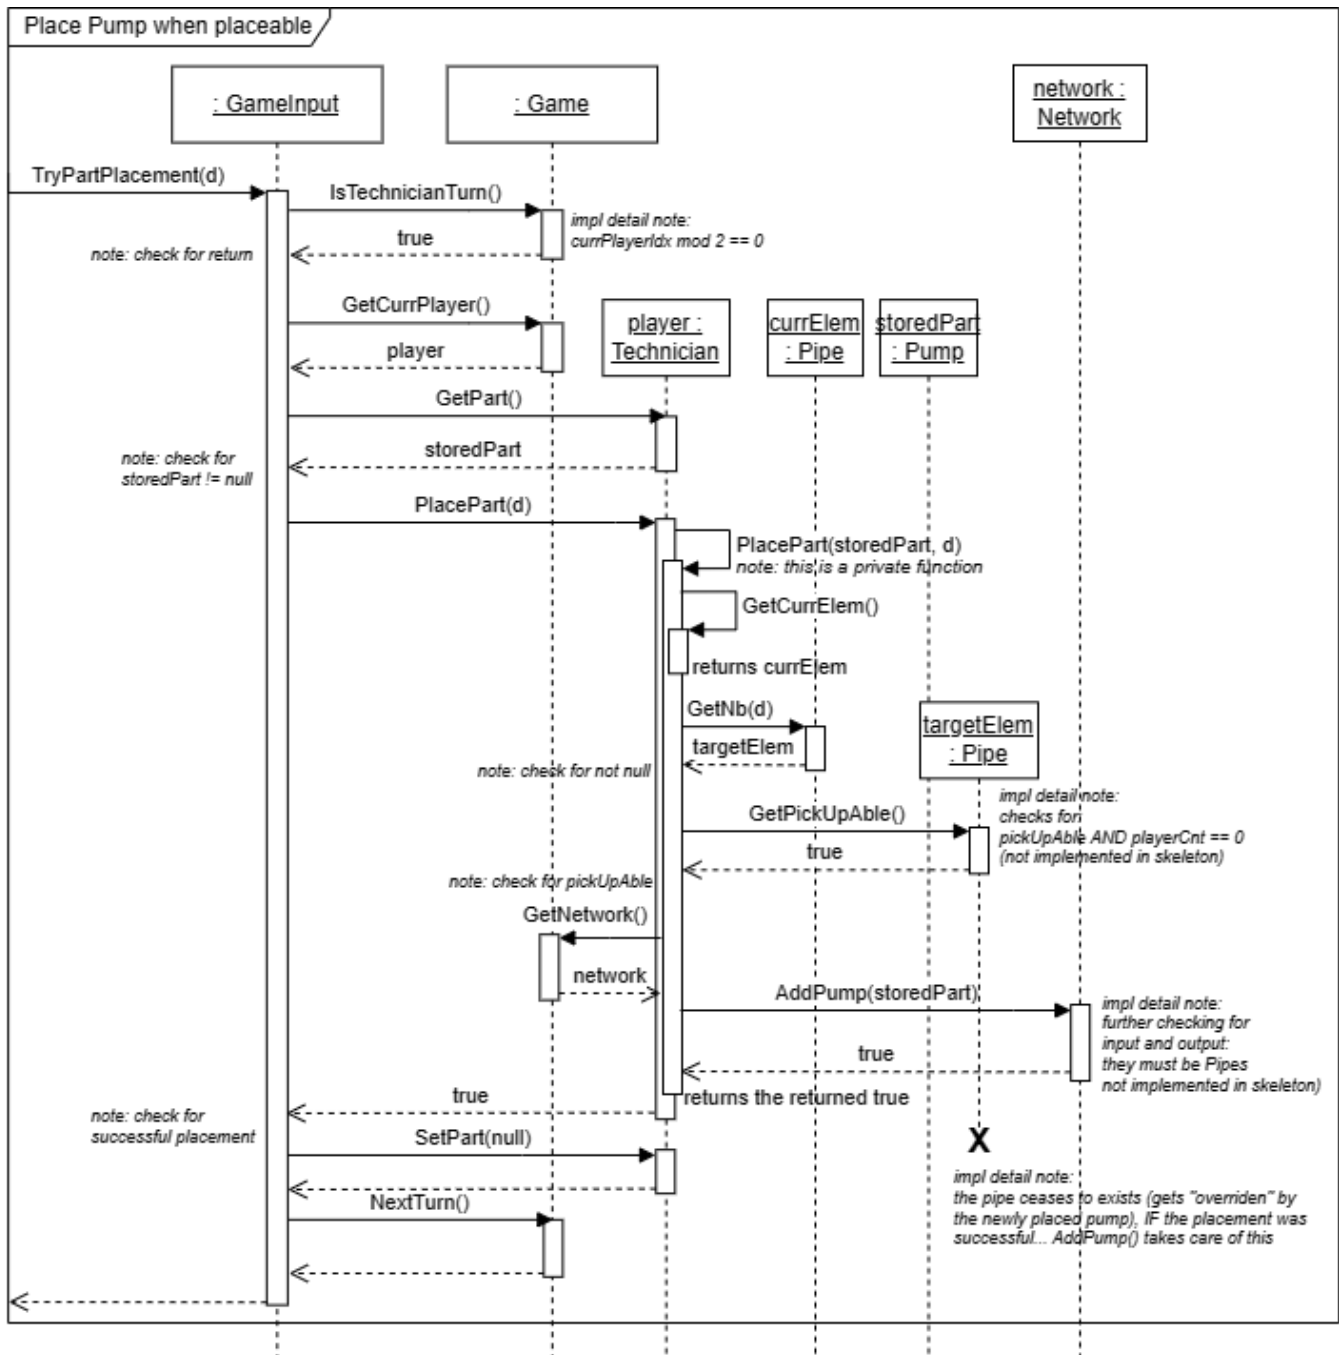 Place Pump when placeable
: GameInput
: Game
network :
Network
TryPartPlacement(d)
IsTechnicianTurn()
impl detail note:
currPlayerIdx mod 2 == 0
true
note: check for return
GetCurrPlayer()
player :
Technician
currElem
: Pipe
storedPart
: Pump
player
GetPart()
storedPart
note: check for
storedPart != null
PlacePart(d)
PlacePart(storedPart, d)
note: this is a private function
GetCurrElem()
returns currElem
GetNb(d)
targetElem
: Pipe
targetElem
note: check for not null
impl detail note:
checks for:
pickUpAble AND playerCnt == 0
(not implemented in skeleton)
GetPickUpAble()
true
note: check for pickUpAble
GetNetwork()
network
AddPump(storedPart)
impl detail note:
further checking for
input and output:
they must be Pipes
not implemented in skeleton)
true
returns the returned true
true
note: check for
successful placement
SetPart(null)
X
impl detail note:
the pipe ceases to exists (gets "overriden" by
the newly placed pump), IF the placement was
successful... AddPump() takes care of this
NextTurn()